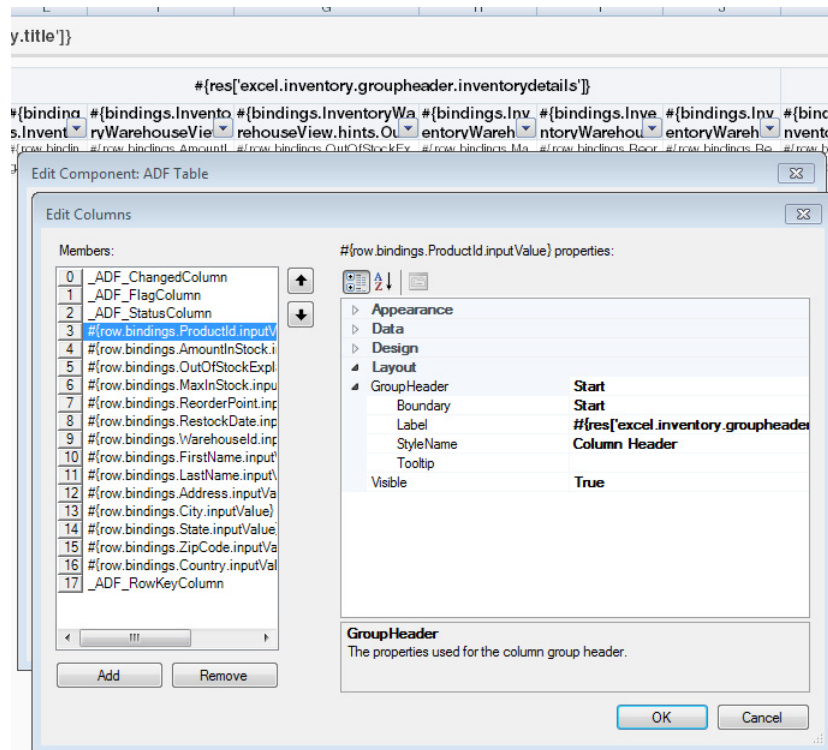 y.title']}
#{res['excel.inventory.groupheader.inventorydetails']}
#{binding #{bindings.Invento #{bindings.InventoryWa #{bindings.Inv #{bindings.Inve #{bindings.Inv #{bind
s.Invent ryWarehouseVie rehouseView.hints.Ou entoryWareh ntoryWarehou entoryWareh nvento
Edit Component: ADF Table
Edit Columns
Members:
#{row.bindings.ProductId.inputValue} properties:
0 _ADF_ChangedColumn
1 _ADF_FlagColumn
2 _ADF_StatusColumn
3 #{row.bindings.ProductId.inputV
4 #{row.bindings.AmountInStock.i
5 #{row.bindings.OutOfStockExpl
6 #{row.bindings.MaxInStock.inpu
7 #{row.bindings.ReorderPoint.inp
8 #{row.bindings.RestockDate.inp
9 #{row.bindings.WarehouseId.inp
10 #{row.bindings.FirstName.input
11 #{row.bindings.LastName.input
12 #{row.bindings.Address.inputVa
13 #{row.bindings.City.inputValue}
14 #{row.bindings.State.inputValue
15 #{row.bindings.ZipCode.inputVa
16 #{row.bindings.Country.inputVal
17 _ADF_RowKeyColumn
Appearance
Data
Design
Layout
GroupHeader Start
Boundary Start
Label #{res['excel.inventory.groupheader
StyleName Column Header
Tooltip
Visible True
GroupHeader
The properties used for the column group header.
Add Remove
OK Cancel